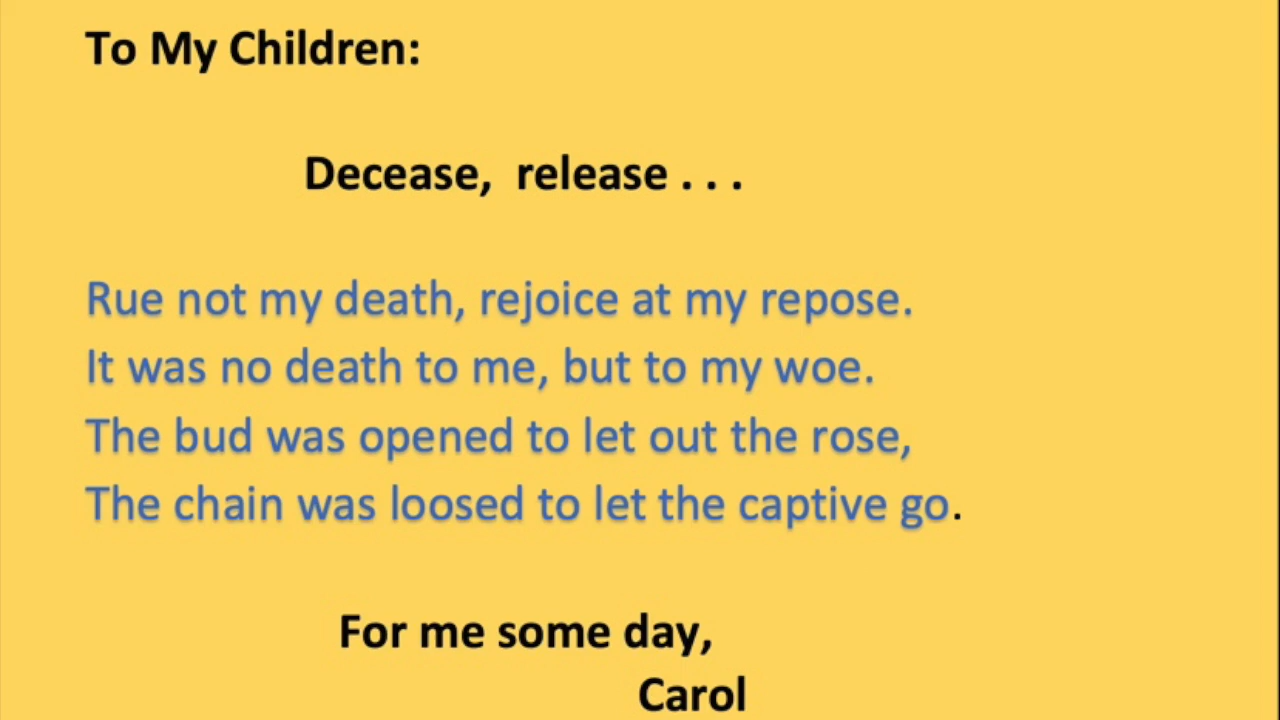 To My Children:
Decease, release . . .
Rue not my death, rejoice at my repose.
It was no death to me, but to my woe.
The bud was opened to let out the rose,
The chain was loosed to let the captive go.
For me some day,
Carol